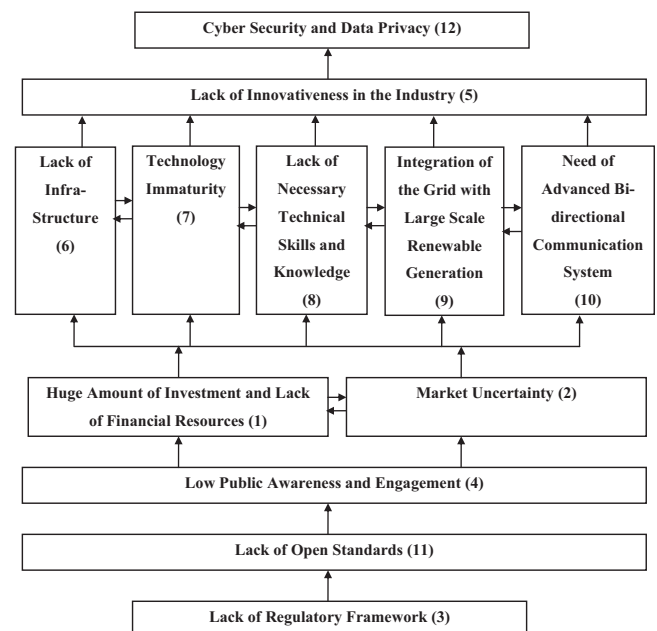 Cyber Security and Data Privacy (12)
Lack of Innovativeness in the Industry (5)
Lack of
Infra-
Structure
(6)
Technology
Immaturity
(7)
Lack of
Necessary
Technical
Skills and
Knowledge
(8)
Integration of
the Grid with
Large Scale
Renewable
Generation
(9)
Need of
Advanced Bi-
directional
Communication
System
(10)
Huge Amount of Investment and Lack
of Financial Resources (1)
Market Uncertainty (2)
Low Public Awareness and Engagement (4)
Lack of Open Standards (11)
Lack of Regulatory Framework (3)